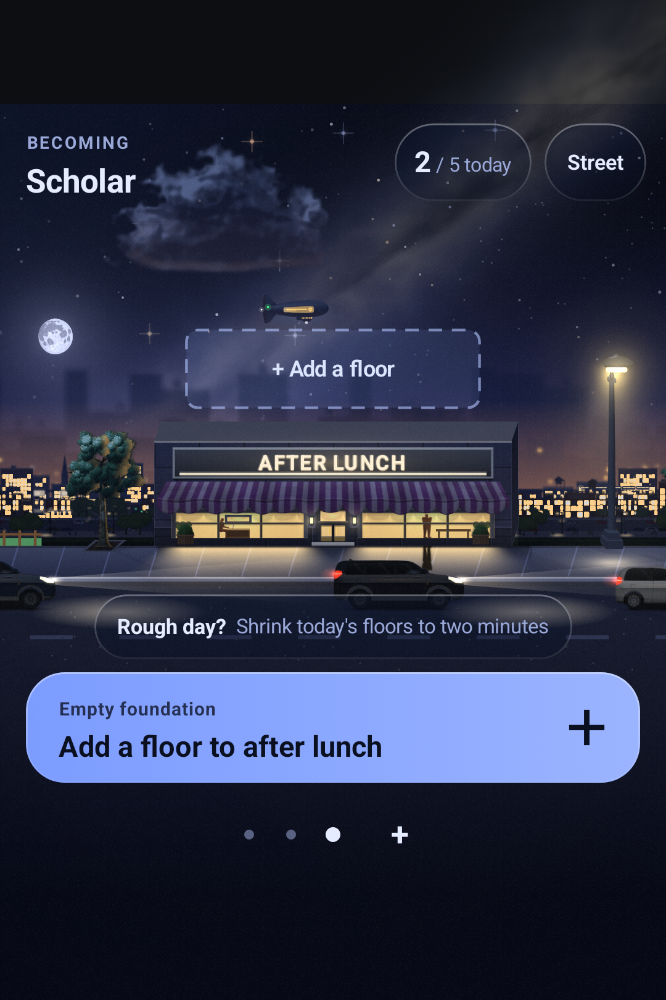 BECOMING
Scholar
2 / 5 today
Street
+ Add a floor
AFTER LUNCH
Rough day? Shrink today's floors to two minutes
Empty foundation
Add a floor to after lunch
+
+